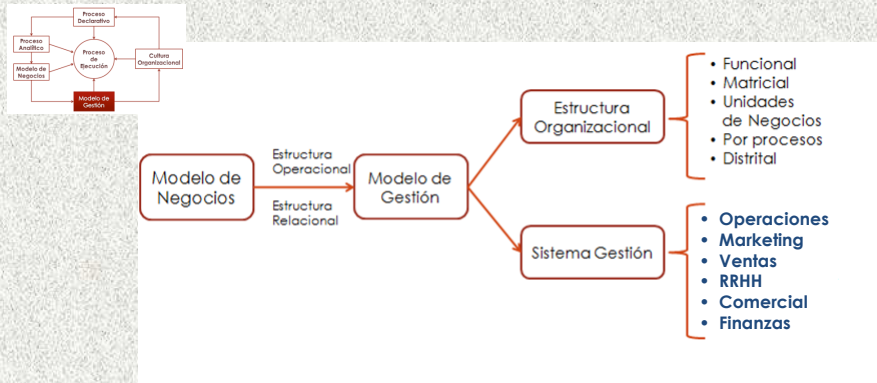 Proceso
Declarativo
Proceso
Analítico
Proceso
de
Ejecución
Cultura
Organizacional
Modelo de
Negocios
Modelo de
Gestión
Modelo de
Negocios
Estructura
Operacional
Estructura
Relacional
Modelo de
Gestión
Estructura
Organizacional
• Funcional
• Matricial
• Unidades
de Negocios
• Por procesos
• Distrital
Sistema Gestión
• Operaciones
• Marketing
• Ventas
• RRHH
• Comercial
• Finanzas